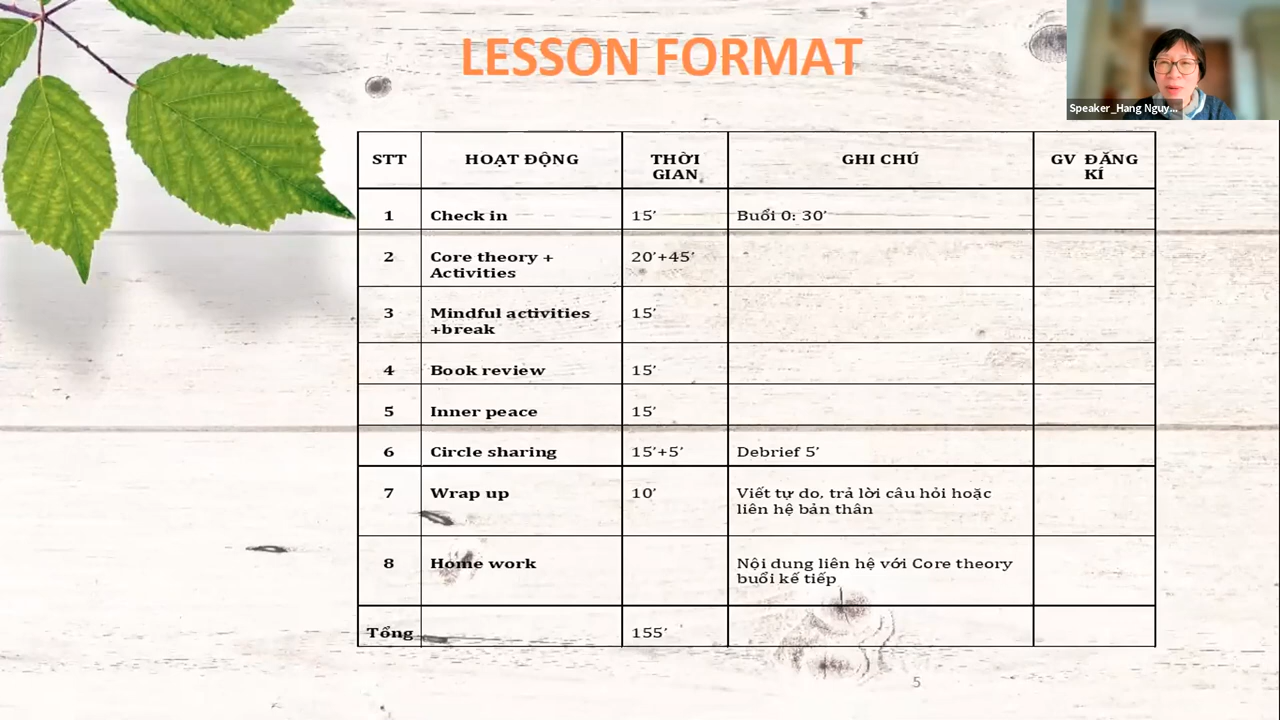 LESSON FORMAT
Speaker_Hang Nguy...
STT HOẠT ĐỘNG THỜI GIAN GHI CHÚ GV ĐĂNG KÍ
1 Check in 15′ Buổi 0: 30′
2 Core theory + Activities 20′+45′
3 Mindful activities +break 15′
4 Book review 15′
5 Inner peace 15′
6 Circle sharing 15′+5′ Debrief 5′
7 Wrap up 10′ Viết tự do, trả lời câu hỏi hoặc liên hệ bản thân
8 Home work Nội dung liên hệ với Core theory buổi kế tiếp
Tổng 155′
5